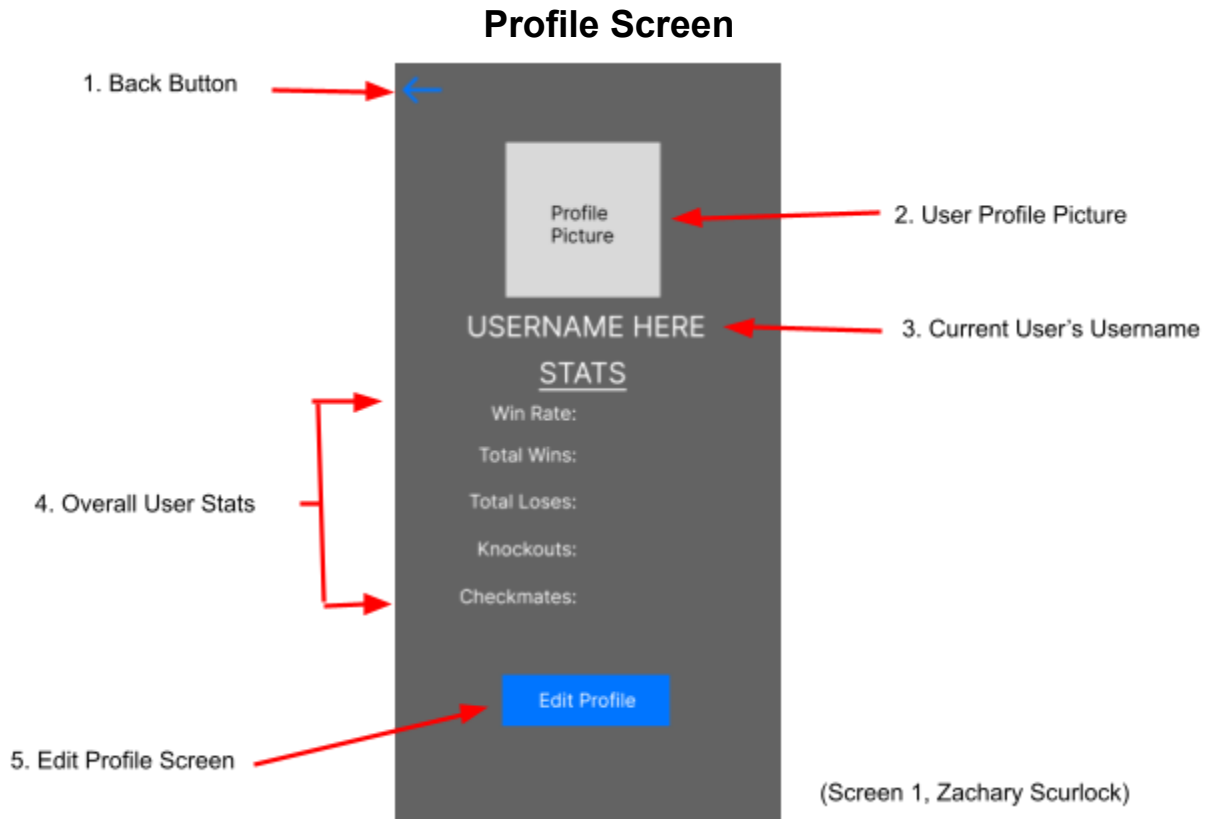 Profile Screen
1. Back Button
Profile
Picture
2. User Profile Picture
USERNAME HERE
3. Current User’s Username
STATS
Win Rate:
Total Wins:
4. Overall User Stats
Total Loses:
Knockouts:
Checkmates:
Edit Profile
5. Edit Profile Screen
(Screen 1, Zachary Scurlock)